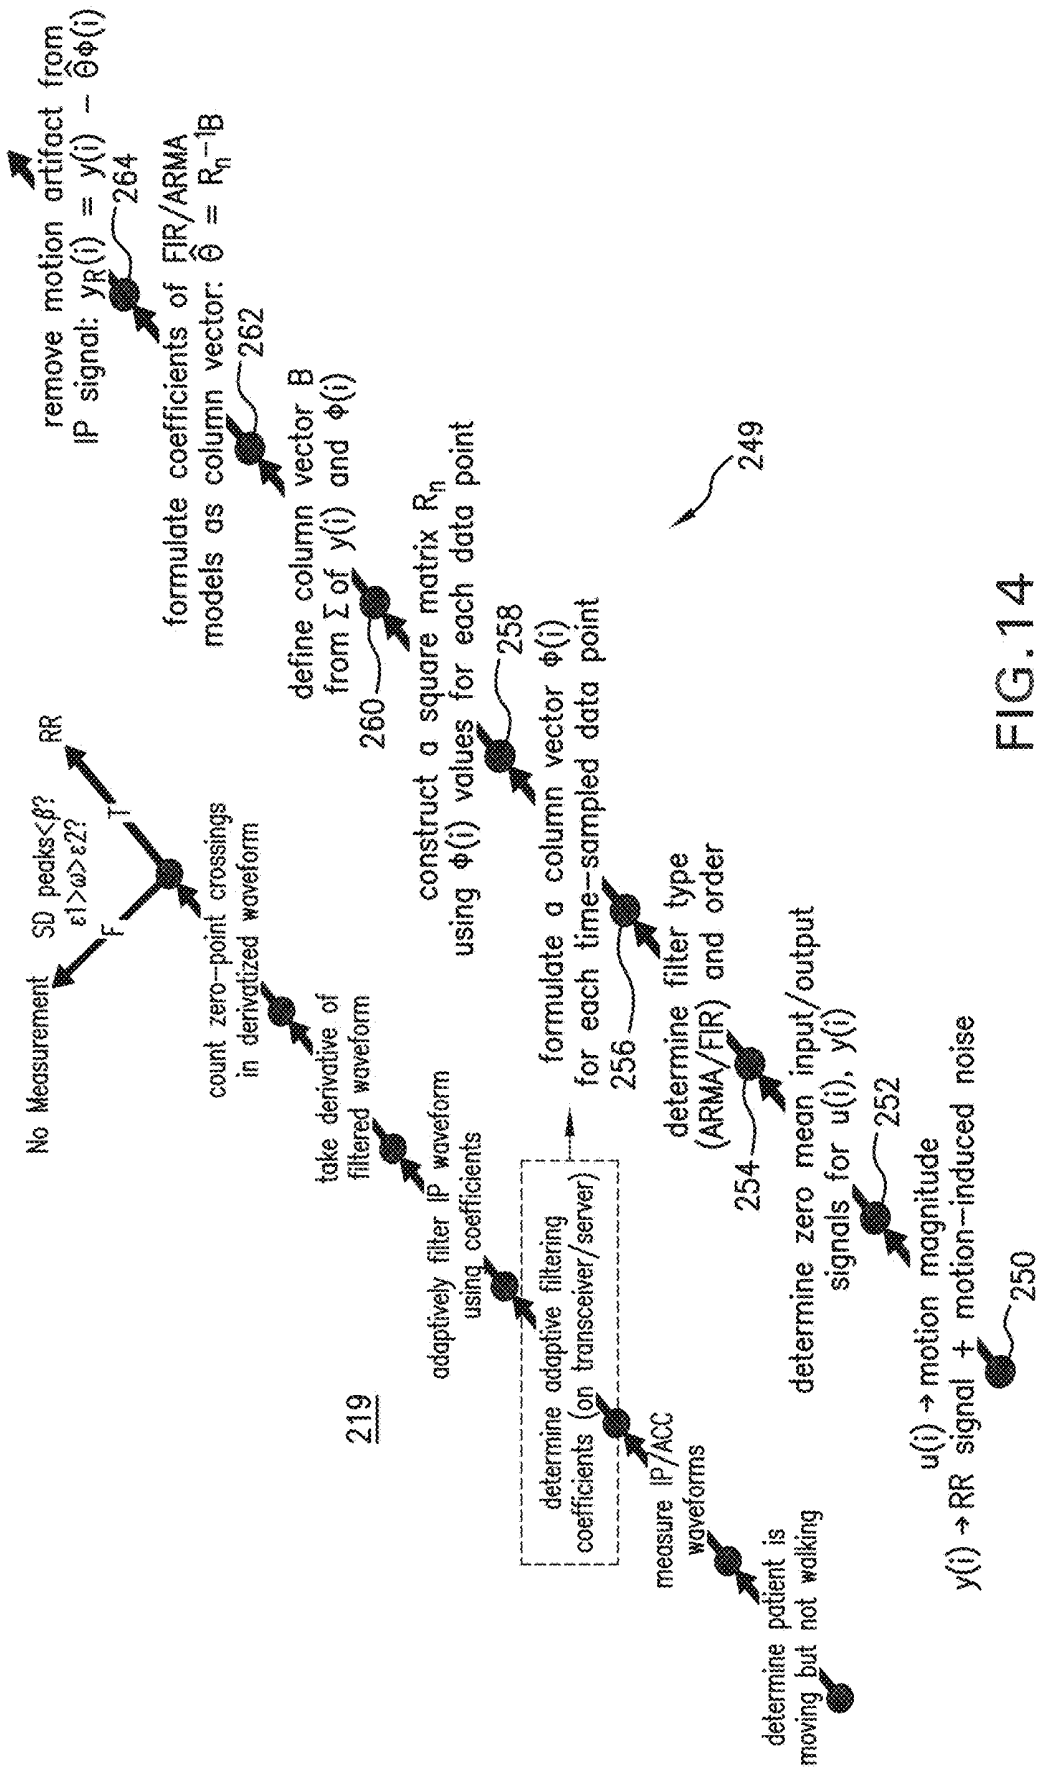 determine patient is
moving but not walking
measure IP/ACC
waveforms
determine adaptive filtering
coefficients (on transceiver/server)
adaptively filter IP waveform
using coefficients
take derivative of
filtered waveform
count zero–point crossings
in derivatized waveform
SD peaks<β?
ε1>ω>ε2?
F
T
No Measurement
RR
219
u(i) → motion magnitude
y(i) → RR signal + motion–induced noise
250
determine zero mean input/output
signals for u(i), y(i)
252
determine filter type
(ARMA/FIR) and order
254
formulate a column vector ϕ(i)
for each time–sampled data point
256
construct a square matrix Rn
using ϕ(i) values for each data point
258
define column vector B
from Σ of y(i) and ϕ(i)
260
formulate coefficients of FIR/ARMA
models as column vector: Θ̂ = Rn⁻¹B
262
remove motion artifact from
IP signal: yR(i) = y(i) – Θ̂ϕ(i)
264
249
FIG.14